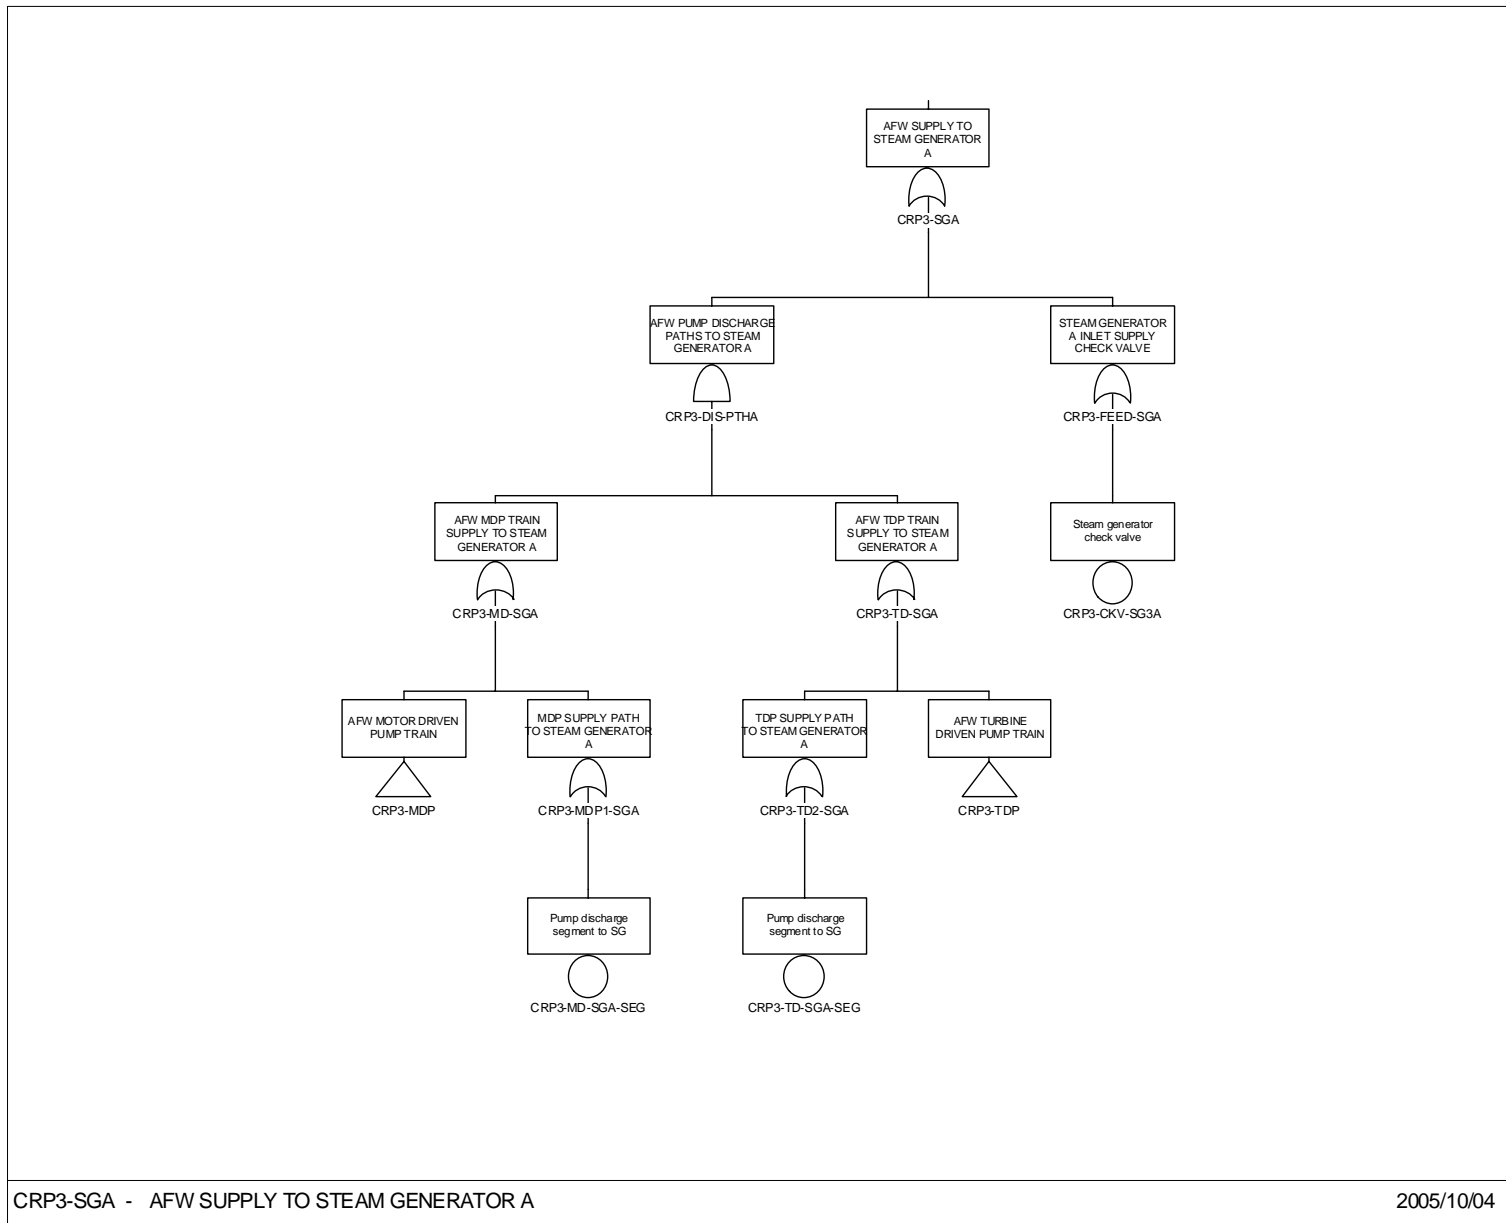 AFW SUPPLY TO
STEAM GENERATOR
A
CRP3-SGA
AFW PUMP DISCHARGE
PATHS TO STEAM
GENERATOR A
CRP3-DIS-PTHA
STEAM GENERATOR
A INLET SUPPLY
CHECK VALVE
CRP3-FEED-SGA
AFW MDP TRAIN
SUPPLY TO STEAM
GENERATOR A
CRP3-MD-SGA
AFW TDP TRAIN
SUPPLY TO STEAM
GENERATOR A
CRP3-TD-SGA
Steam generator
check valve
CRP3-CKV-SG3A
AFW MOTOR DRIVEN
PUMP TRAIN
CRP3-MDP
MDP SUPPLY PATH
TO STEAM GENERATOR
A
CRP3-MDP1-SGA
TDP SUPPLY PATH
TO STEAM GENERATOR
A
CRP3-TD2-SGA
AFW TURBINE
DRIVEN PUMP TRAIN
CRP3-TDP
Pump discharge
segment to SG
CRP3-MD-SGA-SEG
Pump discharge
segment to SG
CRP3-TD-SGA-SEG
CRP3-SGA - AFW SUPPLY TO STEAM GENERATOR A
2005/10/04